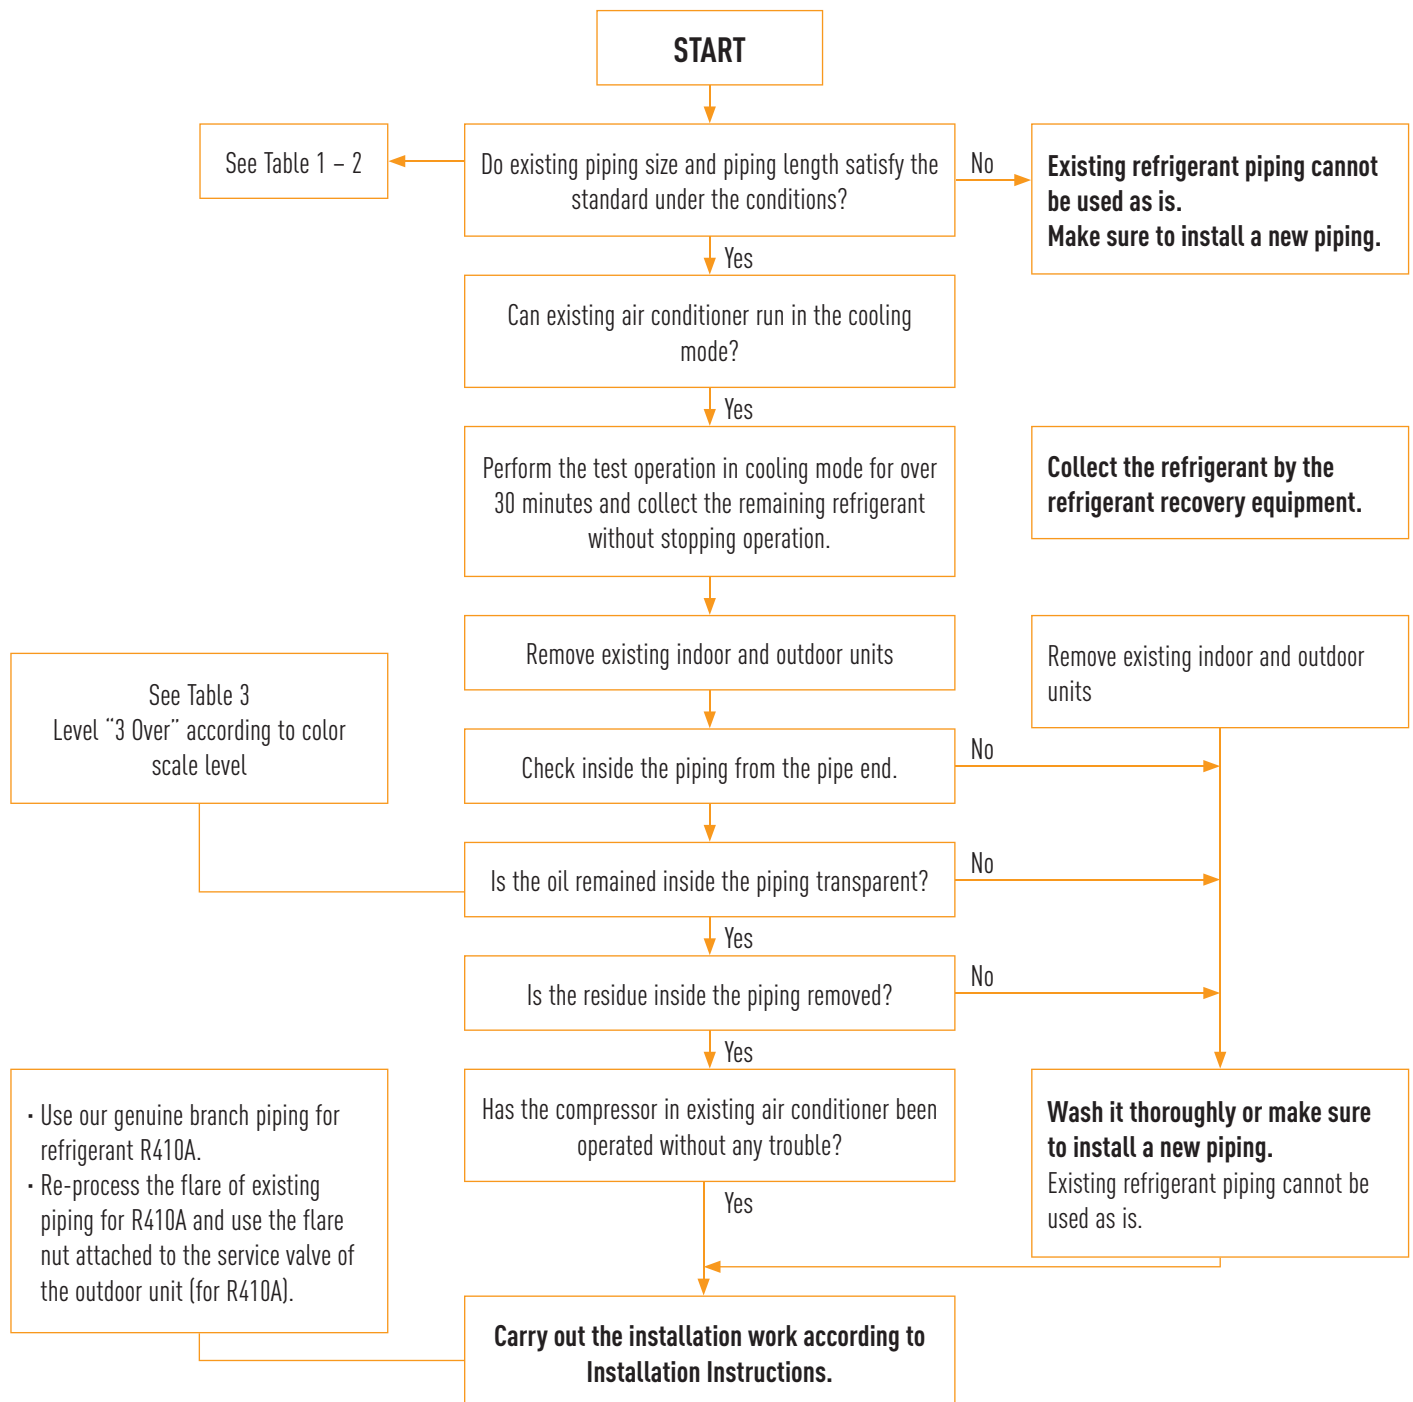 START
See Table 1 – 2
Do existing piping size and piping length satisfy the
standard under the conditions?
No
Existing refrigerant piping cannot
be used as is.
Make sure to install a new piping.
Yes
Can existing air conditioner run in the cooling
mode?
Yes
Perform the test operation in cooling mode for over
30 minutes and collect the remaining refrigerant
without stopping operation.
Collect the refrigerant by the
refrigerant recovery equipment.
Remove existing indoor and outdoor units
Remove existing indoor and outdoor
units
See Table 3
Level “3 Over” according to color
scale level
Check inside the piping from the pipe end.
No
Is the oil remained inside the piping transparent?
No
Yes
Is the residue inside the piping removed?
No
Yes
· Use our genuine branch piping for
refrigerant R410A.
· Re-process the flare of existing
piping for R410A and use the flare
nut attached to the service valve of
the outdoor unit (for R410A).
Has the compressor in existing air conditioner been
operated without any trouble?
Wash it thoroughly or make sure
to install a new piping.
Existing refrigerant piping cannot be
used as is.
Yes
Carry out the installation work according to
Installation Instructions.